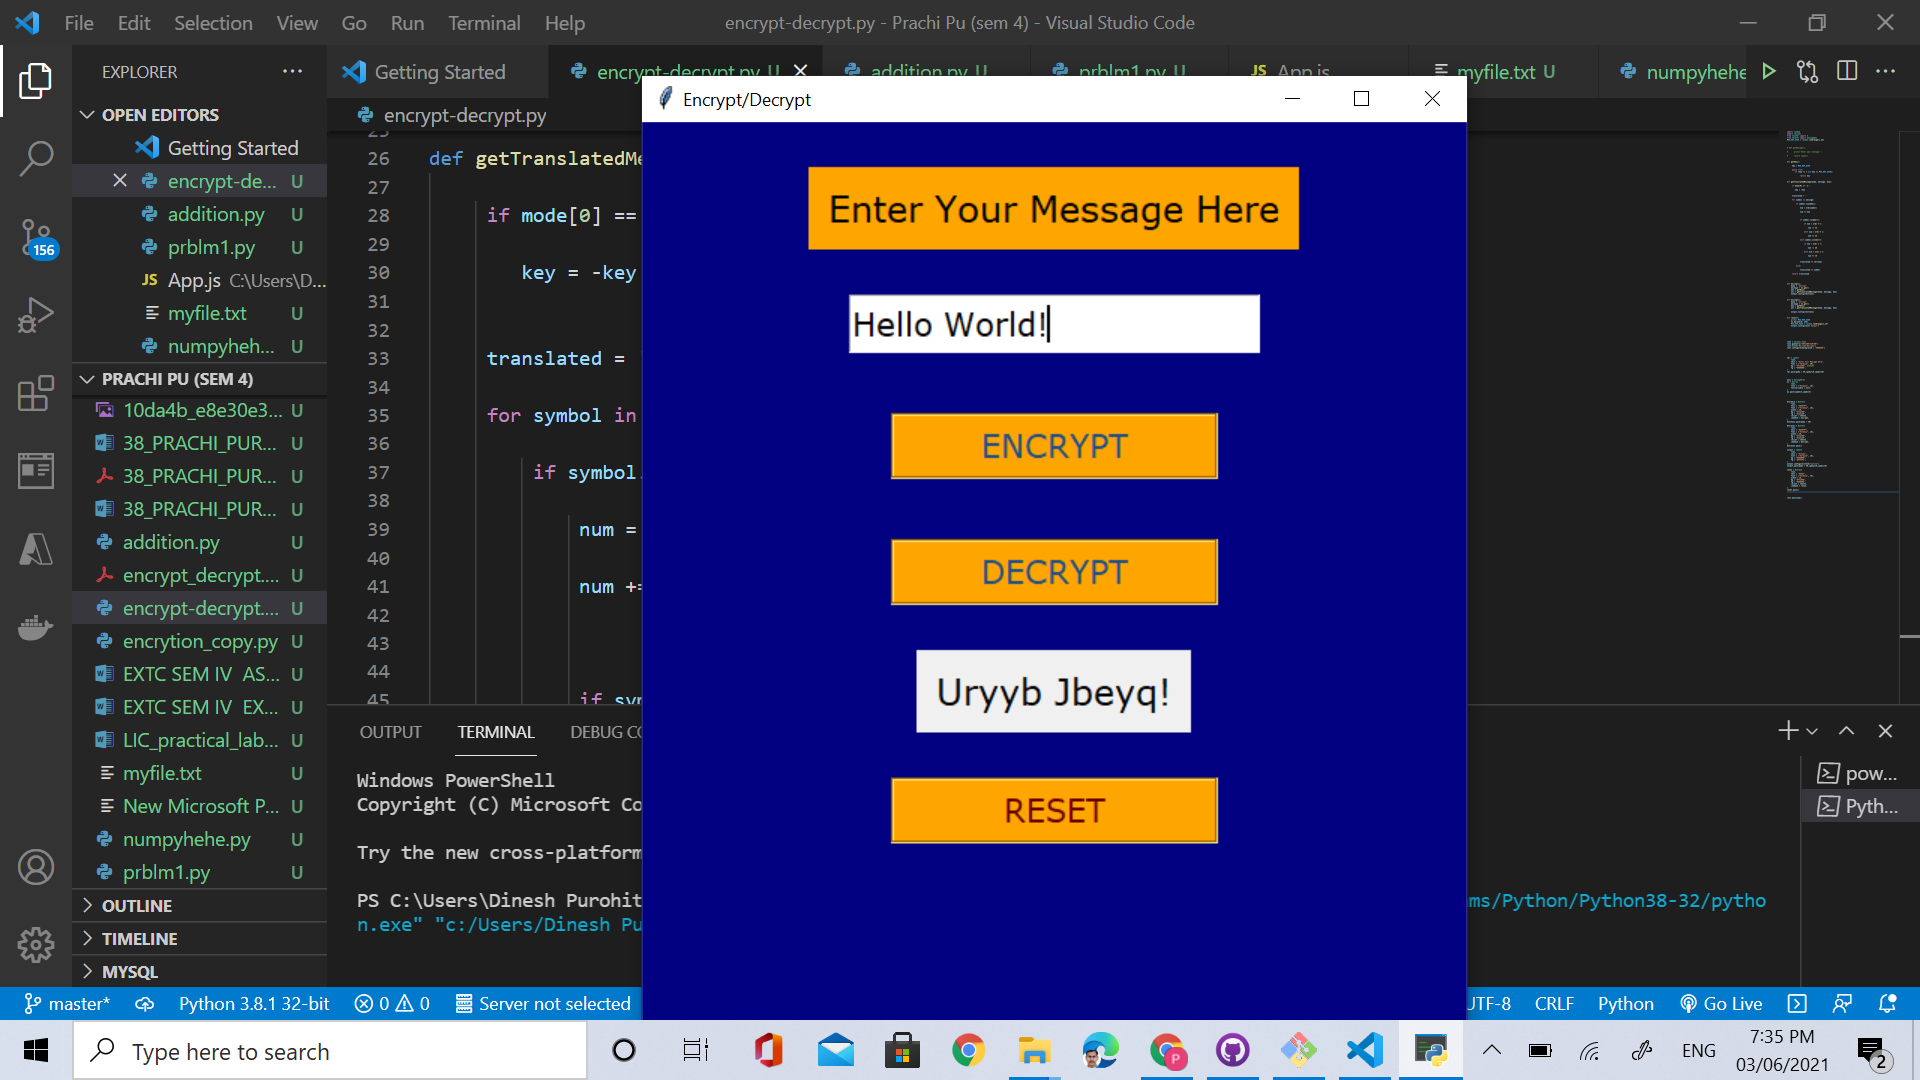 File Edit Selection View Go Run Terminal Help
encrypt-decrypt.py - Prachi Pu (sem 4) - Visual Studio Code
EXPLORER
OPEN EDITORS
Getting Started
encrypt-de... U
addition.py U
prblm1.py U
JS App.js C:\Users\D...
myfile.txt U
numpyheh... U
PRACHI PU (SEM 4)
10da4b_e8e30e3... U
38_PRACHI_PUR... U
38_PRACHI_PUR... U
38_PRACHI_PUR... U
addition.py U
encrypt_decrypt.... U
encrypt-decrypt.... U
encrytion_copy.py U
EXTC SEM IV AS... U
EXTC SEM IV EX... U
LIC_practical_lab... U
myfile.txt U
New Microsoft P... U
numpyhehe.py U
prblm1.py U
OUTLINE
TIMELINE
MYSQL
156
Getting Started
encrypt-decrypt.py U
addition.py U
prblm1.py U
JS App.js
myfile.txt U
numpyhehe
encrypt-decrypt.py
25
26 def getTranslatedMe
27
28 if mode[0] ==
29
30 key = -key
31
32
33 translated =
34
35 for symbol in
36
37 if symbol.
38
39 num =
40
41 num +=
42
43
44
45 if sym
Encrypt/Decrypt
Enter Your Message Here
Hello World!
ENCRYPT
DECRYPT
Uryyb Jbeyq!
RESET
OUTPUT TERMINAL DEBUG CO
Windows PowerShell
Copyright (C) Microsoft Co
Try the new cross-platform
PS C:\Users\Dinesh Purohit
ms/Python/Python38-32/pytho
n.exe" "c:/Users/Dinesh Pu
pow...
Pyth...
master* Python 3.8.1 32-bit 0 0 Server not selected
UTF-8 CRLF Python Go Live
Type here to search
P
ENG
7:35 PM
03/06/2021
2